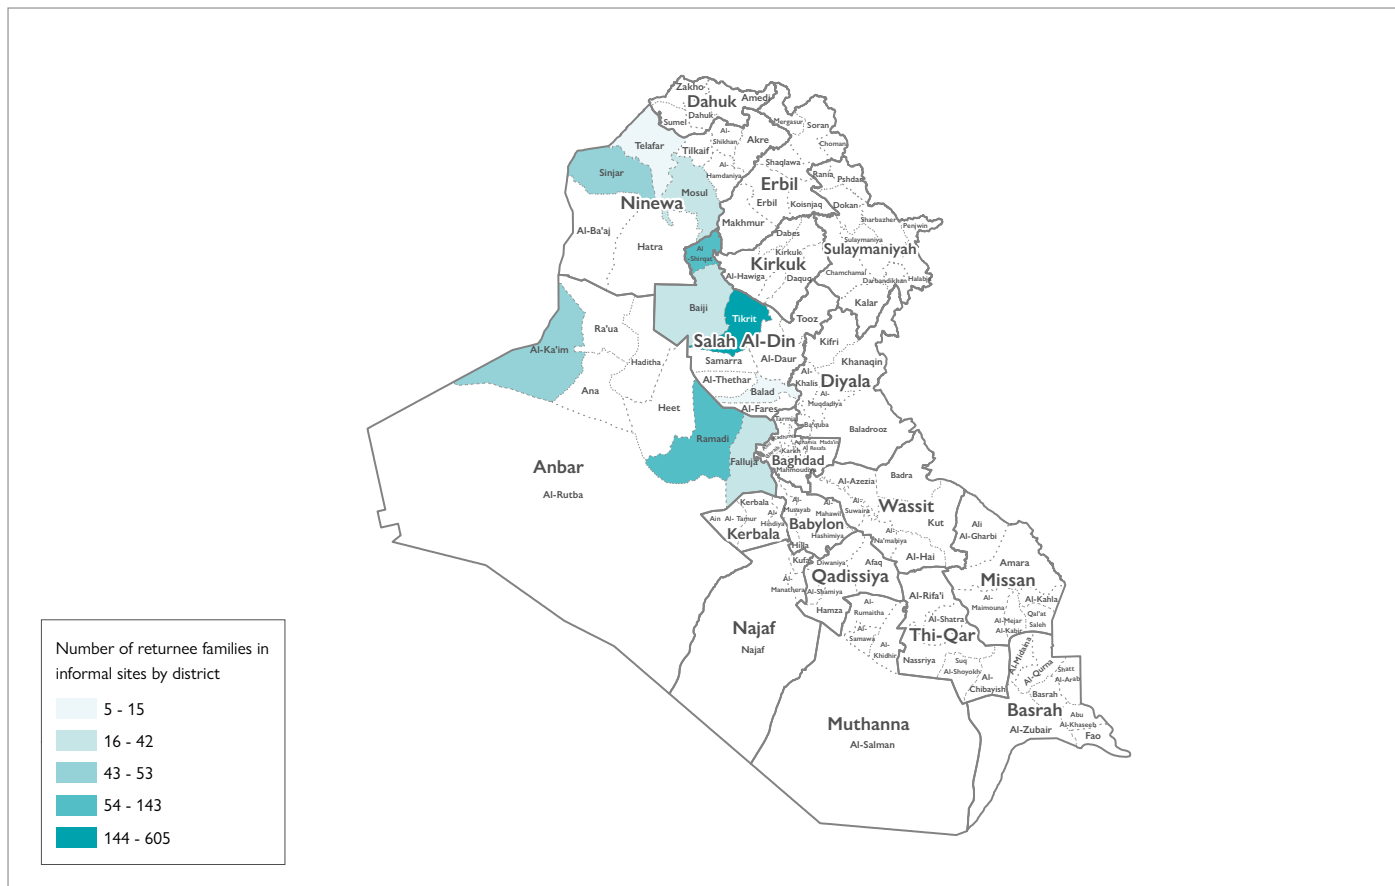 Zakho
Dahuk
Amedi
Dahuk
Sumel
Mergasur
Soran
Al-
Shikhan
Akre
Choman
Telafar
Tilkaif
Al-
Hamdaniya
Shaqlawa
Rania
Pshdar
Sinjar
Erbil
Mosul
Erbil
Koisnjaq
Dokan
Ninewa
Sharbazher
Penjwin
Makhmur
Al-Ba'aj
Dabes
Sulaymaniya
Sulaymaniyah
Hatra
Al
-Shirqat
Kirkuk
Kirkuk
Al-Hawiga
Daquq
Chamchamal
Darbandikhan
Halabja
Kalar
Baiji
Tikrit
Tooz
Ra'ua
Salah Al-Din
Kifri
Al-Ka'im
Haditha
Samarra
Al-Daur
Khanaqin
Al-Thethar
Al-
Khalis
Diyala
Ana
Balad
Al-
Muqdadiya
Heet
Al-Fares
Tarmia
Ba'quba
Baladrooz
Ramadi
Adhamia
Mada'in
Karkh
Al Resafa
Falluja
Baghdad
Mahmoudiya
Anbar
Al-Rutba
Badra
Al-Azezia
Kerbala
Al-
Musyab
Al-
Mahawil
Al-
Suwaira
Wassit
Ain Al- Tamur
Al-
Hindiya
Babylon
Kut
Kerbala
Hashimiya
Ali
Al-Gharbi
Hilla
Al-
Na'maniya
Al-Hai
Kufa
Diwaniya
Afaq
Amara
Qadissiya
Missan
Al-
Manathera
Al-Shamiya
Al-Rifa'i
Hamza
Al-
Rumaitha
Al-
Maimouna
Al-Kahla
Al-Shatra
Al-Mejar
Al-Kabir
Qal'at
Saleh
Najaf
Al-
Samawa
Thi-Qar
Najaf
Al-
Khidhir
Nassriya
Suq
Al-Shoyokh
Al-
Chibayish
Al-Midaina
Al-Qurna
Shatt
Al-Arab
Basrah
Basrah
Muthanna
Al-Zubair
Abu
Al-Khaseeb
Fao
Al-Salman
Number of returnee families in
informal sites by district
5 - 15
16 - 42
43 - 53
54 - 143
144 - 605